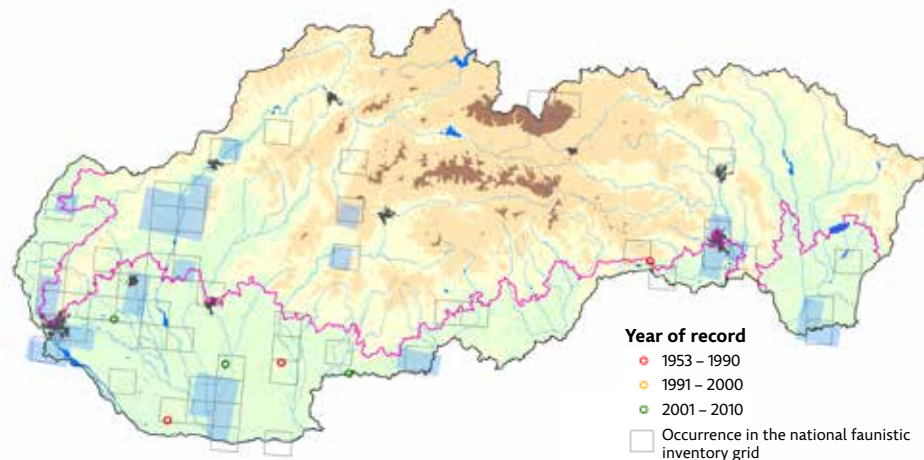 Year of record
1953 – 1990
1991 – 2000
2001 – 2010
Occurrence in the national faunistic
inventory grid